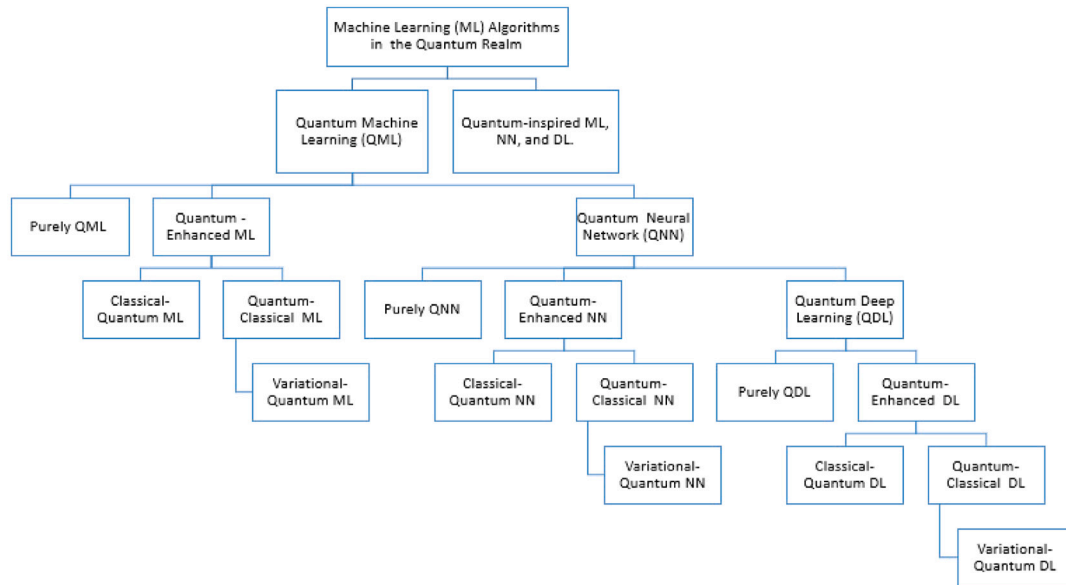 Machine Learning (ML) Algorithms
in the Quantum Realm
Quantum Machine
Learning (QML)
Quantum-inspired ML,
NN, and DL.
Purely QML
Quantum -
Enhanced ML
Quantum Neural
Network (QNN)
Classical-
Quantum ML
Quantum-
Classical ML
Purely QNN
Quantum-
Enhanced NN
Quantum Deep
Learning (QDL)
Variational-
Quantum ML
Classical-
Quantum NN
Quantum-
Classical NN
Purely QDL
Quantum-
Enhanced DL
Variational-
Quantum NN
Classical-
Quantum DL
Quantum-
Classical DL
Variational-
Quantum DL